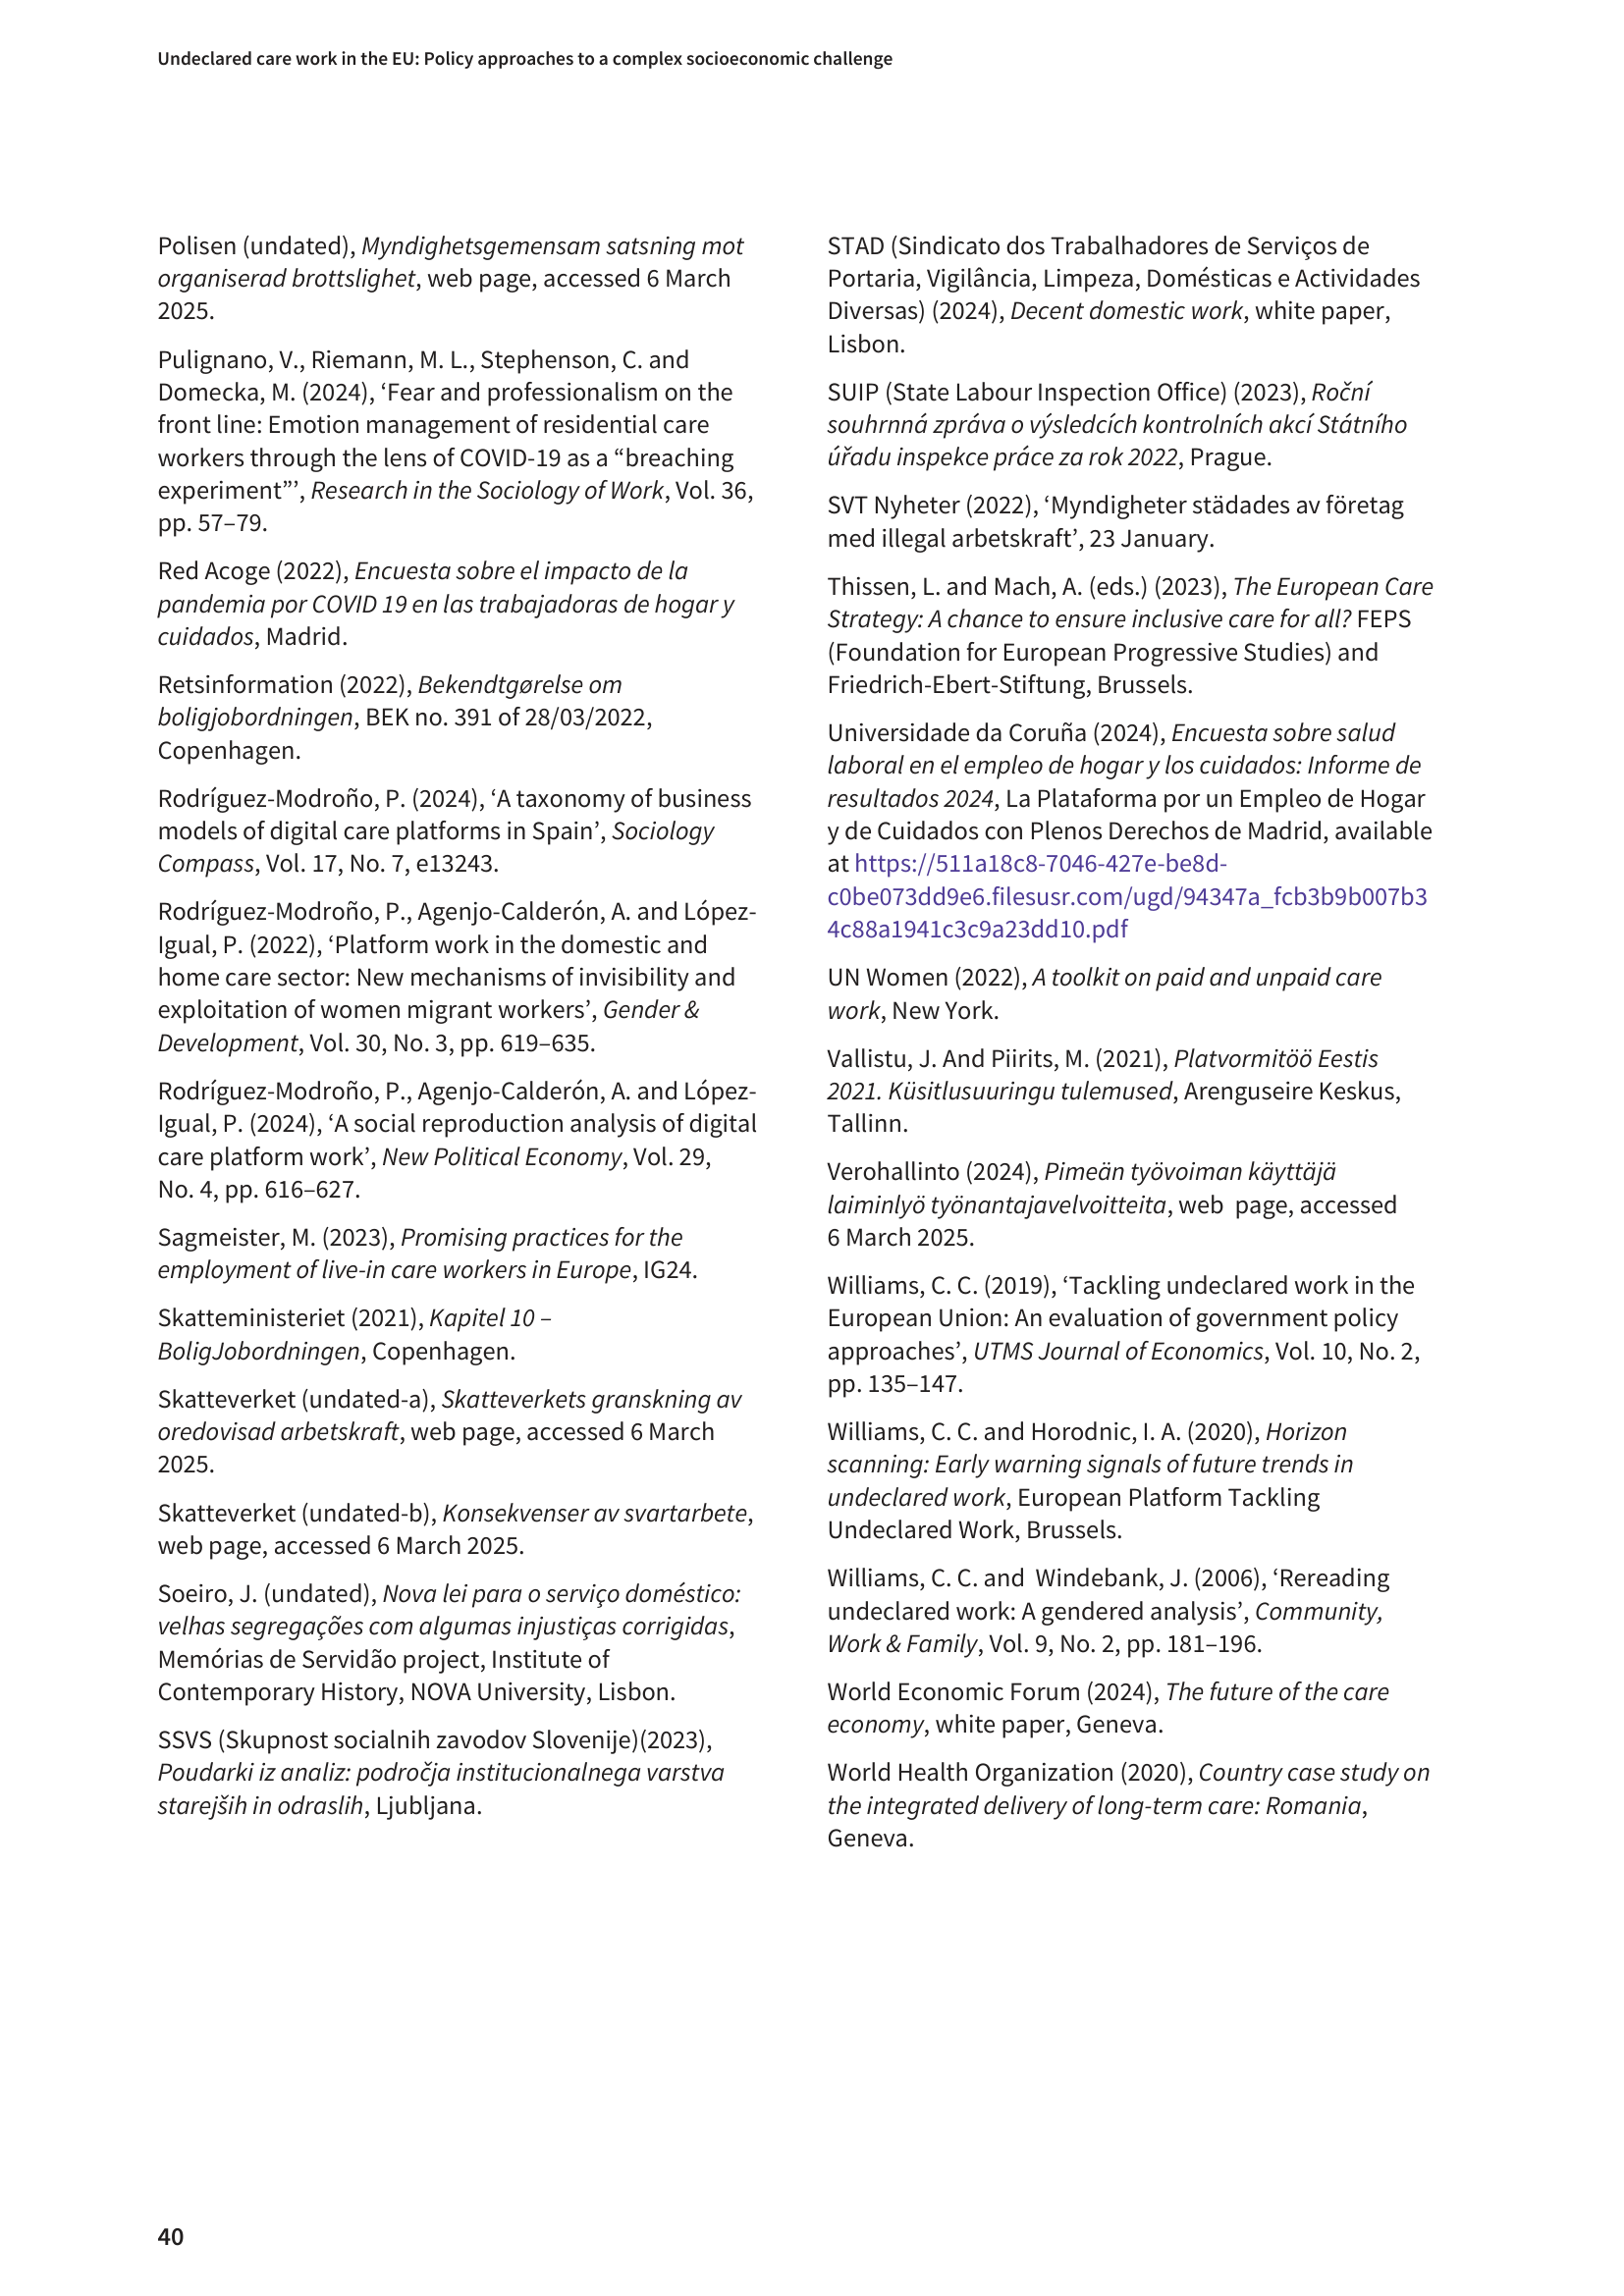 Undeclared care work in the EU: Policy approaches to a complex socioeconomic challenge
Polisen (undated), Myndighetsgemensam satsning mot
organiserad brottslighet, web page, accessed 6 March
2025.
Pulignano, V., Riemann, M. L., Stephenson, C. and
Domecka, M. (2024), ‘Fear and professionalism on the
front line: Emotion management of residential care
workers through the lens of COVID-19 as a “breaching
experiment”’, Research in the Sociology of Work, Vol. 36,
pp. 57–79.
Red Acoge (2022), Encuesta sobre el impacto de la
pandemia por COVID 19 en las trabajadoras de hogar y
cuidados, Madrid.
Retsinformation (2022), Bekendtgørelse om
boligjobordningen, BEK no. 391 of 28/03/2022,
Copenhagen.
Rodríguez-Modroño, P. (2024), ‘A taxonomy of business
models of digital care platforms in Spain’, Sociology
Compass, Vol. 17, No. 7, e13243.
Rodríguez-Modroño, P., Agenjo-Calderón, A. and López-
Igual, P. (2022), ‘Platform work in the domestic and
home care sector: New mechanisms of invisibility and
exploitation of women migrant workers’, Gender &
Development, Vol. 30, No. 3, pp. 619–635.
Rodríguez-Modroño, P., Agenjo-Calderón, A. and López-
Igual, P. (2024), ‘A social reproduction analysis of digital
care platform work’, New Political Economy, Vol. 29,
No. 4, pp. 616–627.
Sagmeister, M. (2023), Promising practices for the
employment of live-in care workers in Europe, IG24.
Skatteministeriet (2021), Kapitel 10 –
BoligJobordningen, Copenhagen.
Skatteverket (undated-a), Skatteverkets granskning av
oredovisad arbetskraft, web page, accessed 6 March
2025.
Skatteverket (undated-b), Konsekvenser av svartarbete,
web page, accessed 6 March 2025.
Soeiro, J. (undated), Nova lei para o serviço doméstico:
velhas segregações com algumas injustiças corrigidas,
Memórias de Servidão project, Institute of
Contemporary History, NOVA University, Lisbon.
SSVS (Skupnost socialnih zavodov Slovenije)(2023),
Poudarki iz analiz: področja institucionalnega varstva
starejših in odraslih, Ljubljana.
STAD (Sindicato dos Trabalhadores de Serviços de
Portaria, Vigilância, Limpeza, Domésticas e Actividades
Diversas) (2024), Decent domestic work, white paper,
Lisbon.
SUIP (State Labour Inspection Office) (2023), Roční
souhrnná zpráva o výsledcích kontrolních akcí Státního
úřadu inspekce práce za rok 2022, Prague.
SVT Nyheter (2022), ‘Myndigheter städades av företag
med illegal arbetskraft’, 23 January.
Thissen, L. and Mach, A. (eds.) (2023), The European Care
Strategy: A chance to ensure inclusive care for all? FEPS
(Foundation for European Progressive Studies) and
Friedrich-Ebert-Stiftung, Brussels.
Universidade da Coruña (2024), Encuesta sobre salud
laboral en el empleo de hogar y los cuidados: Informe de
resultados 2024, La Plataforma por un Empleo de Hogar
y de Cuidados con Plenos Derechos de Madrid, available
at https://511a18c8-7046-427e-be8d-
c0be073dd9e6.filesusr.com/ugd/94347a_fcb3b9b007b3
4c88a1941c3c9a23dd10.pdf
UN Women (2022), A toolkit on paid and unpaid care
work, New York.
Vallistu, J. And Piirits, M. (2021), Platvormitöö Eestis
2021. Küsitlusuuringu tulemused, Arenguseire Keskus,
Tallinn.
Verohallinto (2024), Pimeän työvoiman käyttäjä
laiminlyö työnantajavelvoitteita, web page, accessed
6 March 2025.
Williams, C. C. (2019), ‘Tackling undeclared work in the
European Union: An evaluation of government policy
approaches’, UTMS Journal of Economics, Vol. 10, No. 2,
pp. 135–147.
Williams, C. C. and Horodnic, I. A. (2020), Horizon
scanning: Early warning signals of future trends in
undeclared work, European Platform Tackling
Undeclared Work, Brussels.
Williams, C. C. and Windebank, J. (2006), ‘Rereading
undeclared work: A gendered analysis’, Community,
Work & Family, Vol. 9, No. 2, pp. 181–196.
World Economic Forum (2024), The future of the care
economy, white paper, Geneva.
World Health Organization (2020), Country case study on
the integrated delivery of long-term care: Romania,
Geneva.
40